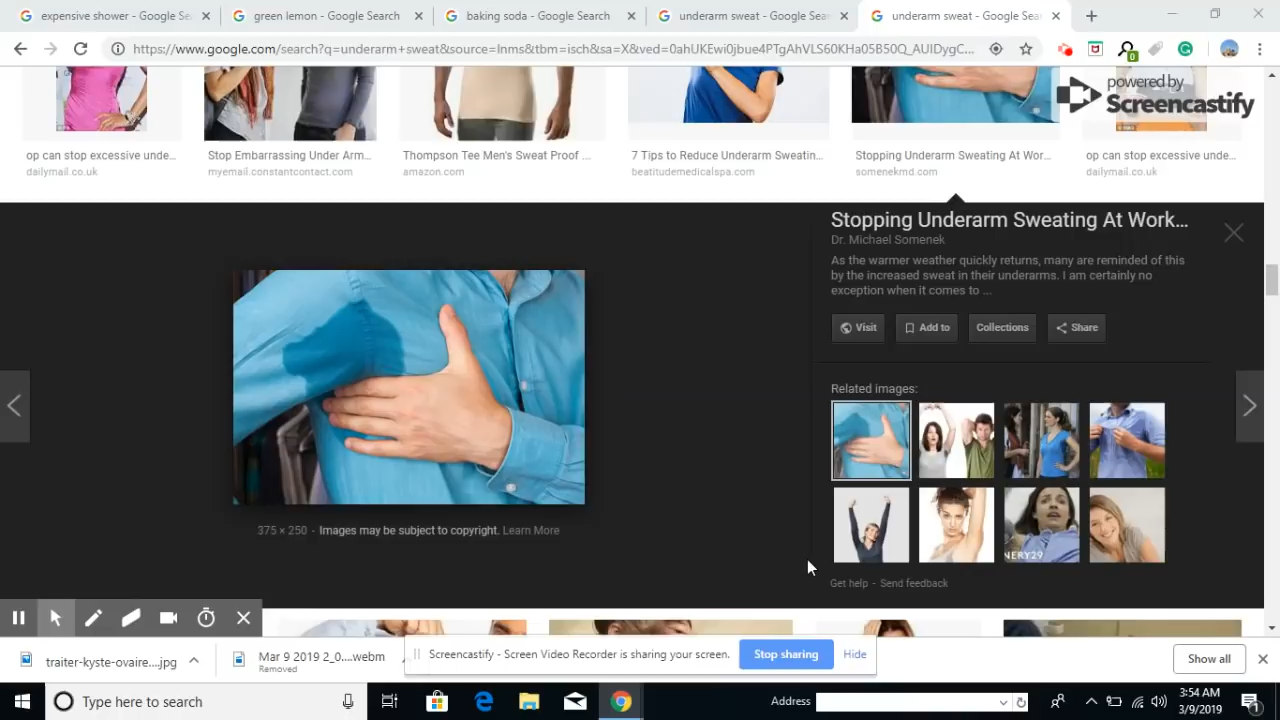 expensive shower - Google Se
green lemon - Google Search
baking soda - Google Search
underarm sweat - Google Sea
underarm sweat - Google Sea
https://www.google.com/search?q=underarm+sweat&source=lnms&tbm=isch&sa=X&ved=0ahUKEwi0jbue4PTgAhVLS60KHa05B50Q_AUIDygC...
0
powered by
Screencastify
op can stop excessive unde...
dailymail.co.uk
Stop Embarrassing Under Arm...
myemail.constantcontact.com
Thompson Tee Men's Sweat Proof ...
amazon.com
7 Tips to Reduce Underarm Sweatin...
beatitudemedicalspa.com
Stopping Underarm Sweating At Wor...
somenekmd.com
op can stop excessive unde...
dailymail.co.uk
Stopping Underarm Sweating At Work...
Dr. Michael Somenek
As the warmer weather quickly returns, many are reminded of this
by the increased sweat in their underarms. I am certainly no
exception when it comes to ...
Visit
Add to
Collections
Share
Related images:
NERY29
375 × 250 - Images may be subject to copyright. Learn More
Get help - Send feedback
traiter-kyste-ovaire....jpg
Mar 9 2019 2_0....webm
Removed
Screencastify - Screen Video Recorder is sharing your screen.
Stop sharing
Hide
Show all
Type here to search
Address
3:54 AM
3/9/2019
1